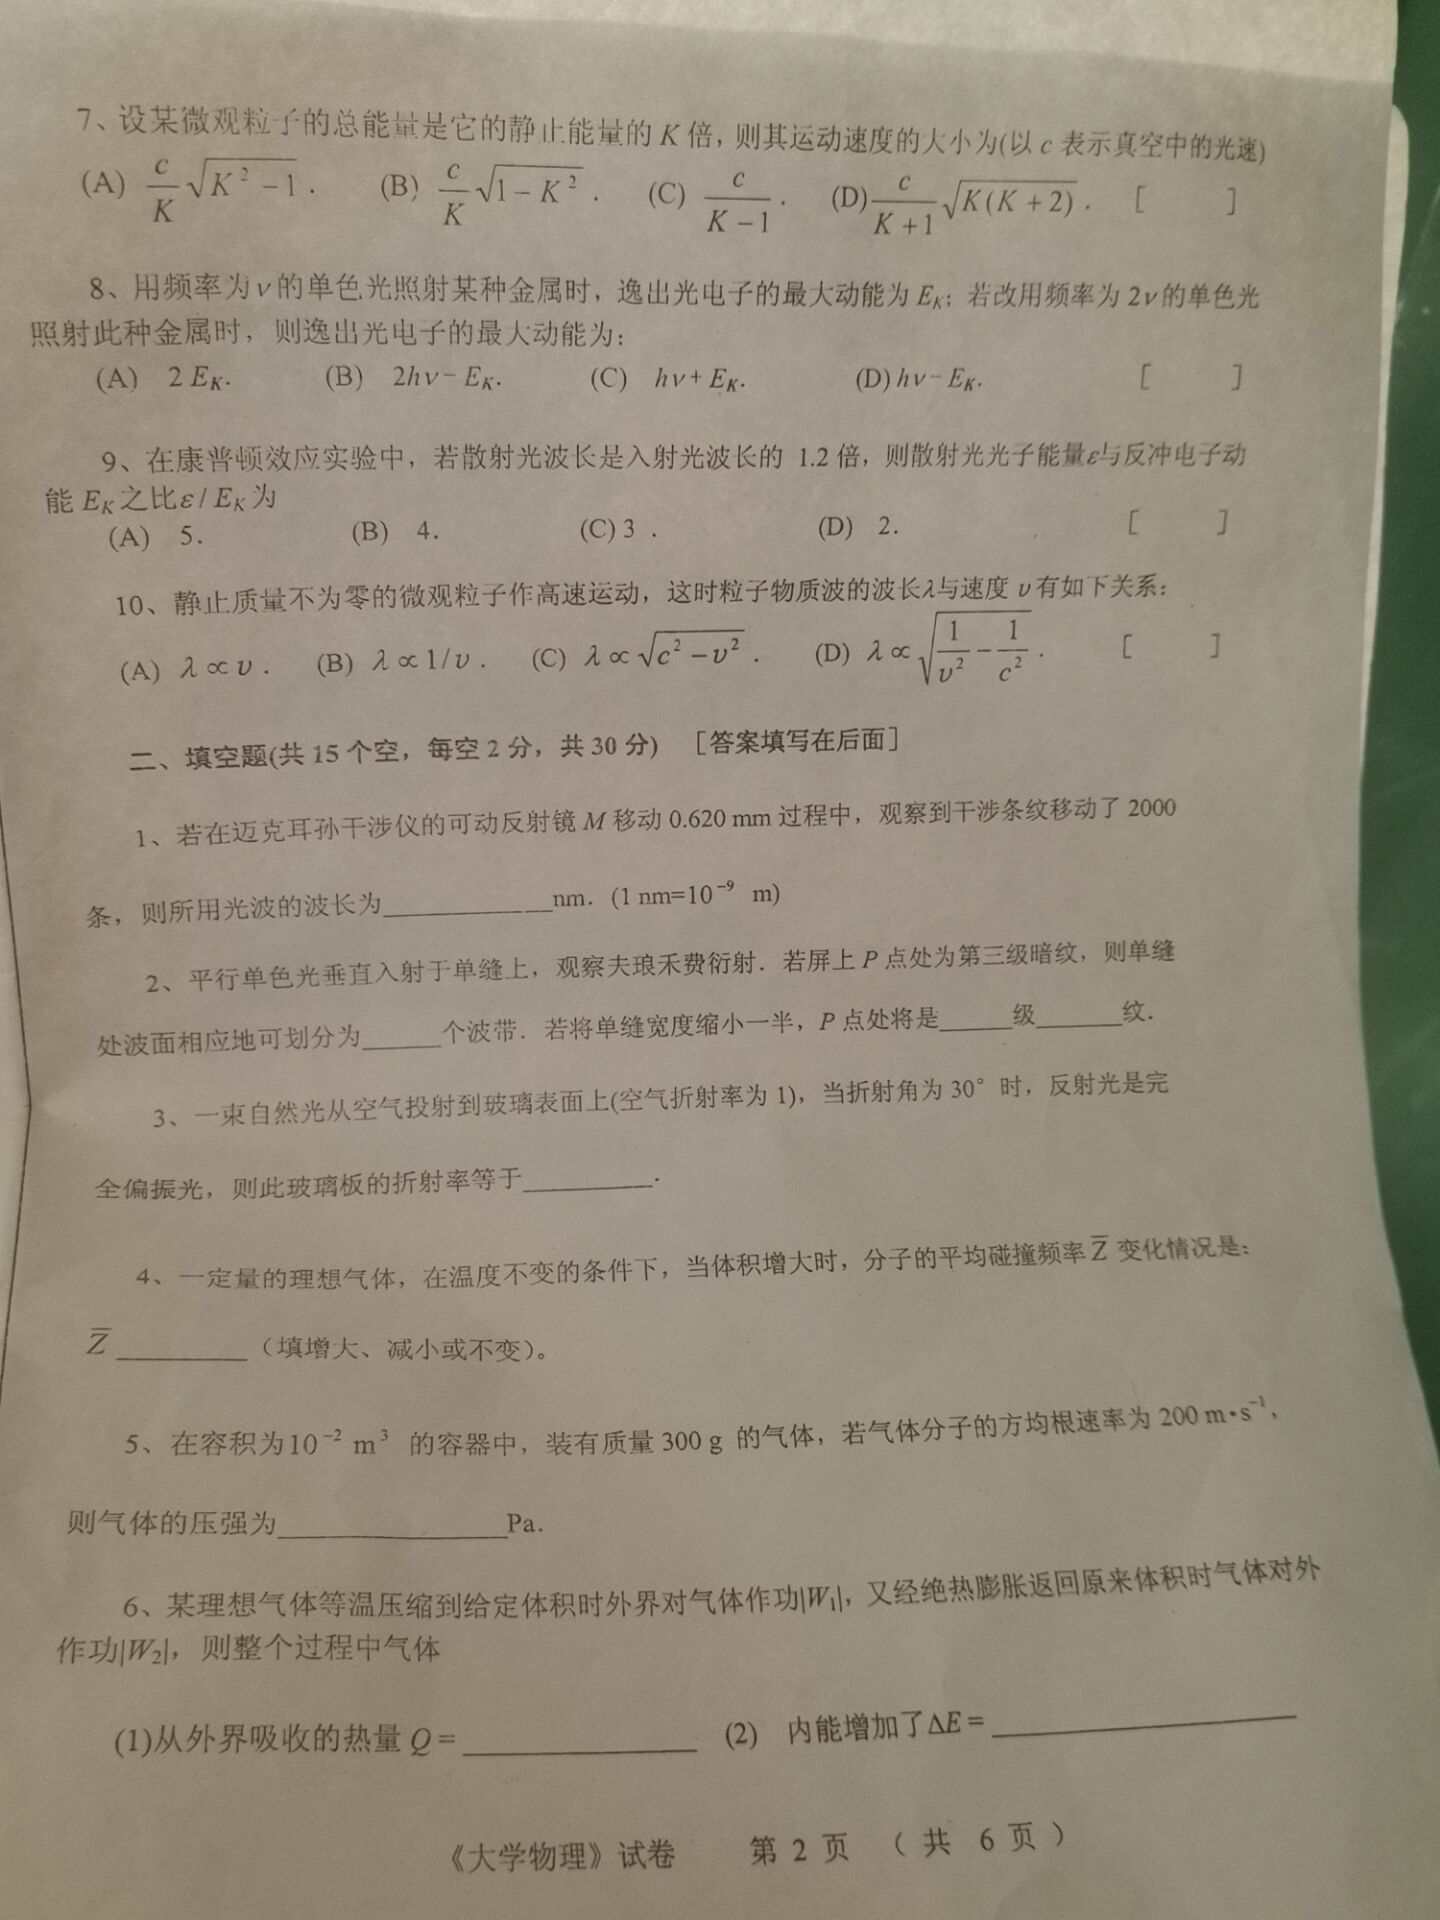 7、设某微观粒子的总能量是它的静止能量的 K 倍，则其运动速度的大小为(以 c 表示真空中的光速)
(A) $\frac{c}{K}\sqrt{K^2-1}$ . (B) $\frac{c}{K}\sqrt{1-K^2}$ . (C) $\frac{c}{K-1}$ . (D) $\frac{c}{K+1}\sqrt{K(K+2)}$ . [ ]
8、用频率为ν的单色光照射某种金属时，逸出光电子的最大动能为 E_K；若改用频率为 2ν的单色光
照射此种金属时，则逸出光电子的最大动能为：
(A) 2 E_K. (B) 2hν－E_K. (C) hν＋E_K. (D) hν－E_K. [ ]
9、在康普顿效应实验中，若散射光波长是入射光波长的 1.2 倍，则散射光光子能量ε与反冲电子动
能 E_K 之比ε / E_K 为
(A) 5. (B) 4. (C) 3 . (D) 2. [ ]
10、静止质量不为零的微观粒子作高速运动，这时粒子物质波的波长λ与速度 υ 有如下关系：
(A) λ ∝ υ . (B) λ ∝ 1/υ . (C) $λ ∝ \sqrt{c^2-υ^2}$ . (D) $λ ∝ \sqrt{\frac{1}{υ^2}-\frac{1}{c^2}}$ . [ ]
二、填空题(共 15 个空，每空 2 分，共 30 分) [答案填写在后面]
1、若在迈克耳孙干涉仪的可动反射镜 M 移动 0.620 mm 过程中，观察到干涉条纹移动了 2000
条，则所用光波的波长为____________nm．(1 nm=10⁻⁹ m)
2、平行单色光垂直入射于单缝上，观察夫琅禾费衍射．若屏上 P 点处为第三级暗纹，则单缝
处波面相应地可划分为______个波带．若将单缝宽度缩小一半，P 点处将是______级______纹．
3、一束自然光从空气投射到玻璃表面上(空气折射率为 1)，当折射角为 30° 时，反射光是完
全偏振光，则此玻璃板的折射率等于__________.
4、一定量的理想气体，在温度不变的条件下，当体积增大时，分子的平均碰撞频率 Z̅ 变化情况是：
Z̅ __________（填增大、减小或不变）。
5、在容积为10⁻² m³ 的容器中，装有质量 300 g 的气体，若气体分子的方均根速率为 200 m•s⁻¹，
则气体的压强为________________Pa.
6、某理想气体等温压缩到给定体积时外界对气体作功|W₁|，又经绝热膨胀返回原来体积时气体对外
作功|W₂|，则整个过程中气体
(1)从外界吸收的热量 Q = ________________ (2) 内能增加了ΔE = ____________________
《大学物理》试卷 第 2 页 （ 共 6 页 ）